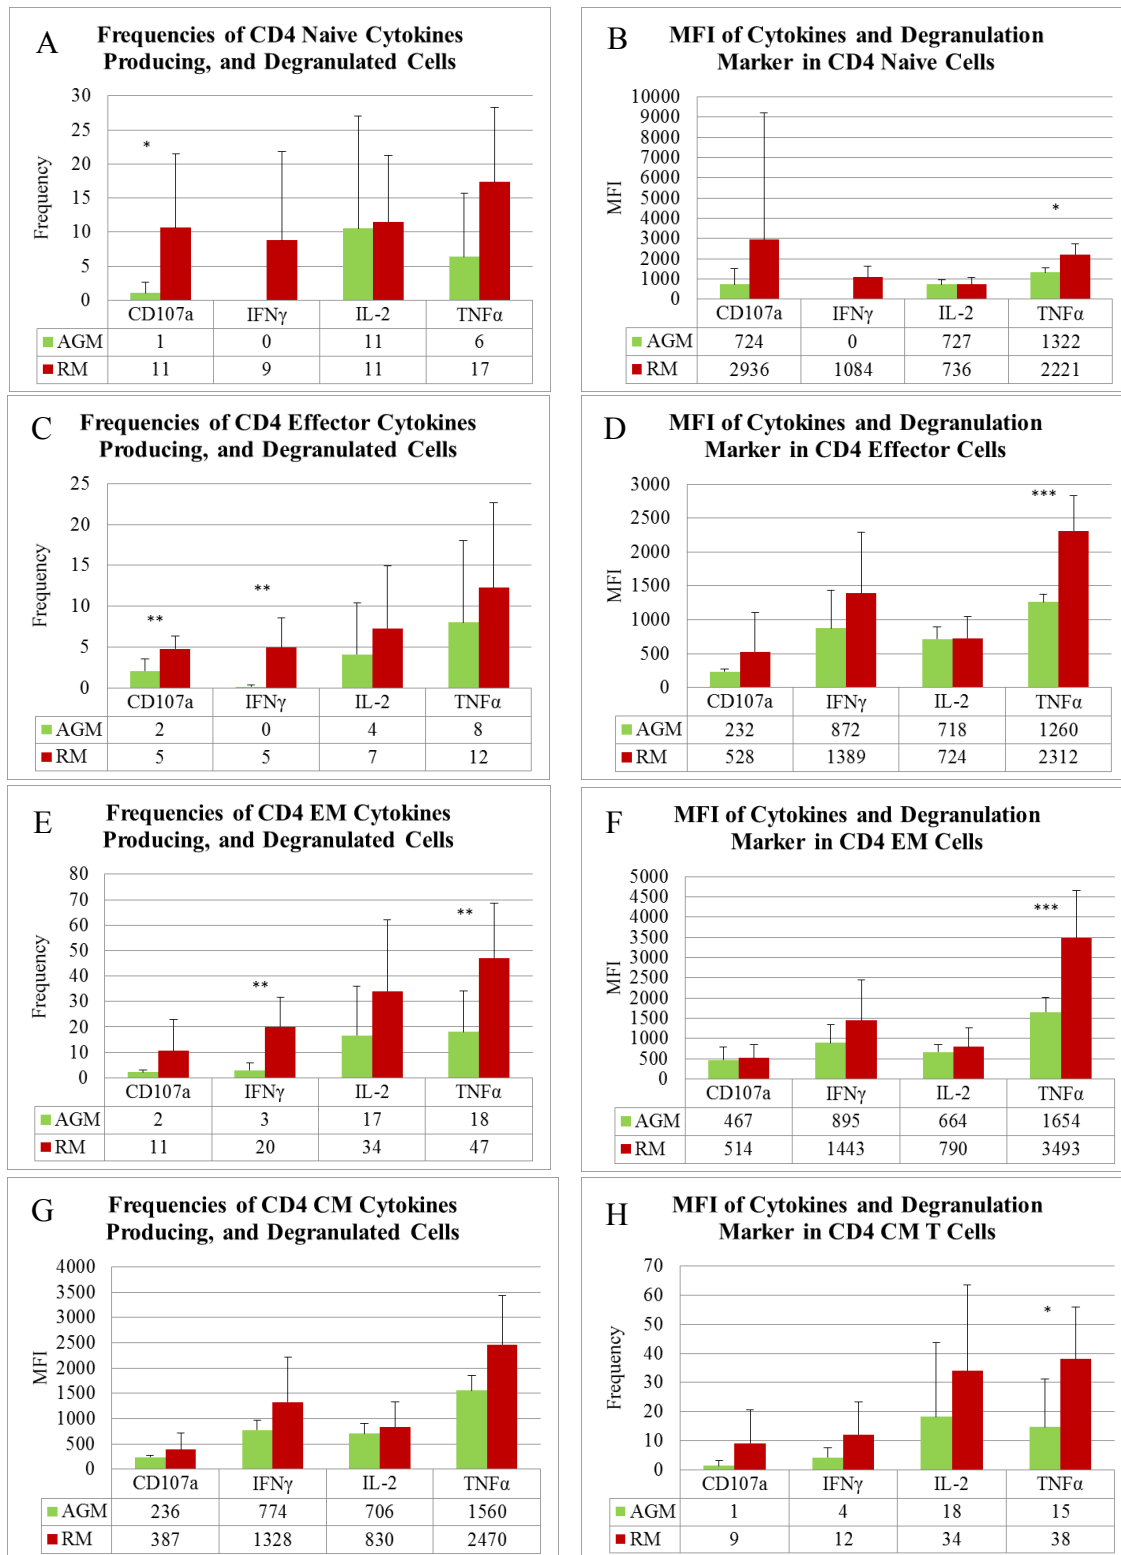 A
Frequencies of CD4 Naive Cytokines
Producing, and Degranulated Cells
Frequency
30
25
20
15
10
5
0
*
CD107a IFNγ IL-2 TNFα
AGM 1 0 11 6
RM 11 9 11 17
B
MFI of Cytokines and Degranulation
Marker in CD4 Naive Cells
MFI
10000
9000
8000
7000
6000
5000
4000
3000
2000
1000
0
*
CD107a IFNγ IL-2 TNFα
AGM 724 0 727 1322
RM 2936 1084 736 2221
C
Frequencies of CD4 Effector Cytokines
Producing, and Degranulated Cells
Frequency
25
20
15
10
5
0
**
**
CD107a IFNγ IL-2 TNFα
AGM 2 0 4 8
RM 5 5 7 12
D
MFI of Cytokines and Degranulation
Marker in CD4 Effector Cells
MFI
3000
2500
2000
1500
1000
500
0
***
CD107a IFNγ IL-2 TNFα
AGM 232 872 718 1260
RM 528 1389 724 2312
E
Frequencies of CD4 EM Cytokines
Producing, and Degranulated Cells
Frequency
80
70
60
50
40
30
20
10
0
**
**
CD107a IFNγ IL-2 TNFα
AGM 2 3 17 18
RM 11 20 34 47
F
MFI of Cytokines and Degranulation
Marker in CD4 EM Cells
MFI
5000
4500
4000
3500
3000
2500
2000
1500
1000
500
0
***
CD107a IFNγ IL-2 TNFα
AGM 467 895 664 1654
RM 514 1443 790 3493
G
Frequencies of CD4 CM Cytokines
Producing, and Degranulated Cells
MFI
4000
3500
3000
2500
2000
1500
1000
500
0
CD107a IFNγ IL-2 TNFα
AGM 236 774 706 1560
RM 387 1328 830 2470
H
MFI of Cytokines and Degranulation
Marker in CD4 CM T Cells
Frequency
70
60
50
40
30
20
10
0
*
CD107a IFNγ IL-2 TNFα
AGM 1 4 18 15
RM 9 12 34 38